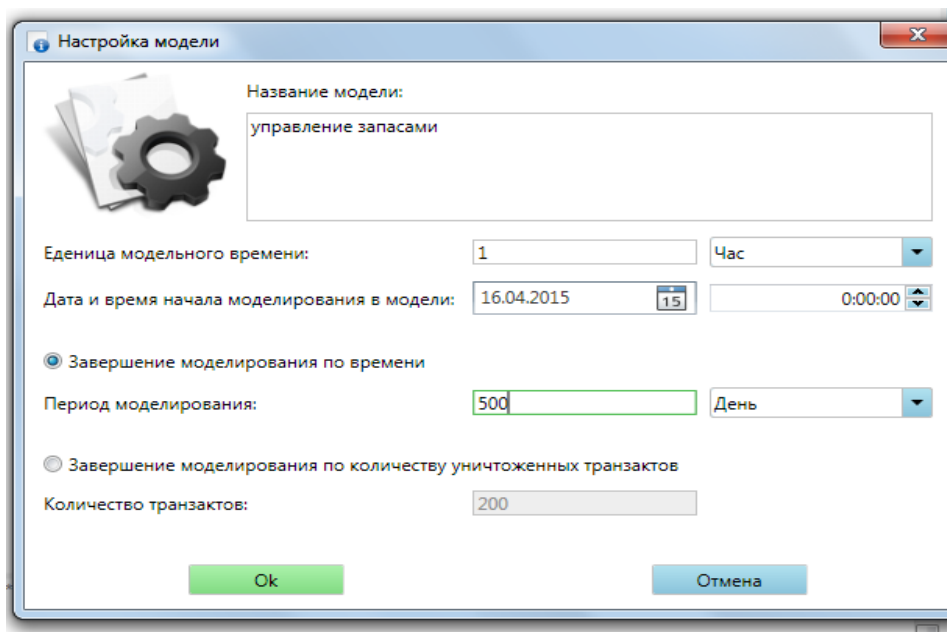 Настройка модели
Название модели:
управление запасами
Еденица модельного времени: 1 Час
Дата и время начала моделирования в модели: 16.04.2015 15 0:00:00
Завершение моделирования по времени
Период моделирования: 500 День
Завершение моделирования по количеству уничтоженных транзактов
Количество транзактов: 200
Ok Отмена